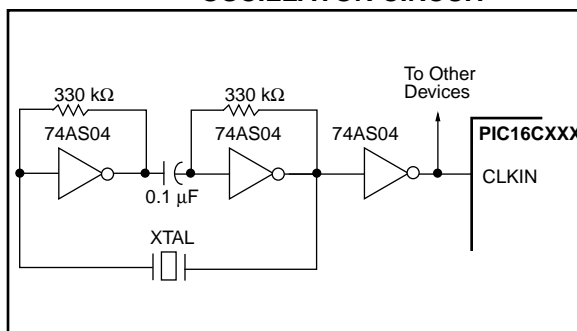 OSCILLATOR CIRCUIT
330 kΩ
330 kΩ
To Other
Devices
74AS04
74AS04
74AS04
PIC16CXXX
CLKIN
0.1 μF
XTAL